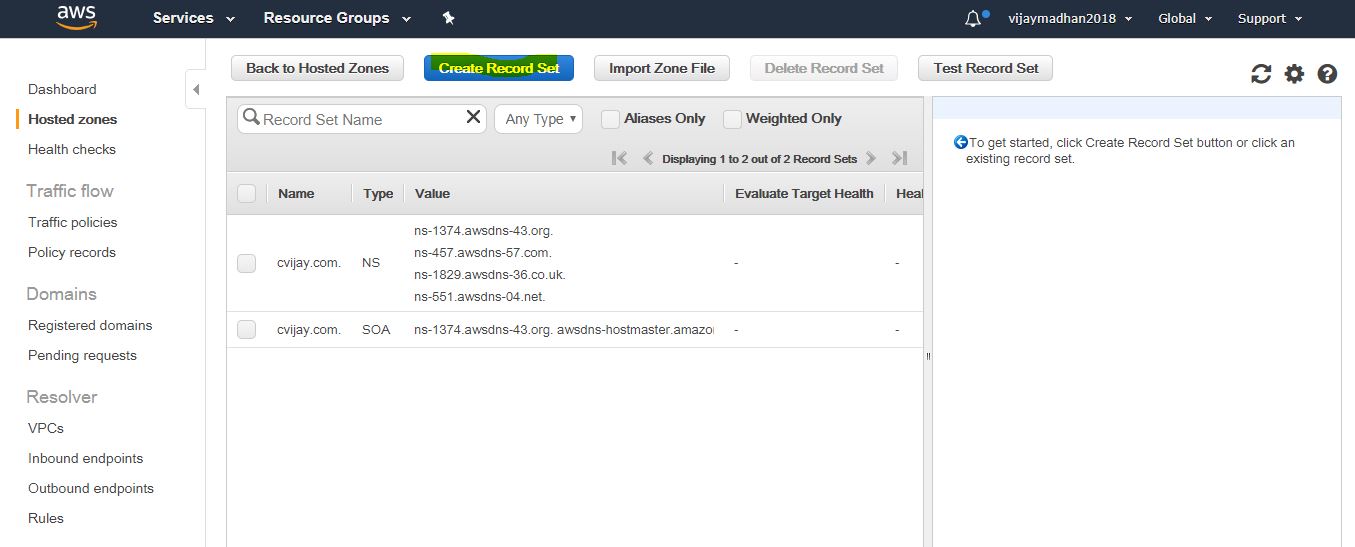 aws Services Resource Groups vijaymadhan2018 Global Support
Back to Hosted Zones Create Record Set Import Zone File Delete Record Set Test Record Set
Dashboard
Hosted zones
Health checks
Traffic flow
Traffic policies
Policy records
Domains
Registered domains
Pending requests
Resolver
VPCs
Inbound endpoints
Outbound endpoints
Rules
Record Set Name Any Type Aliases Only Weighted Only
Displaying 1 to 2 out of 2 Record Sets
Name Type Value Evaluate Target Health Heal
cvijay.com. NS
ns-1374.awsdns-43.org.
ns-457.awsdns-57.com.
ns-1829.awsdns-36.co.uk.
ns-551.awsdns-04.net.
- -
cvijay.com. SOA ns-1374.awsdns-43.org. awsdns-hostmaster.amazo - -
To get started, click Create Record Set button or click an
existing record set.